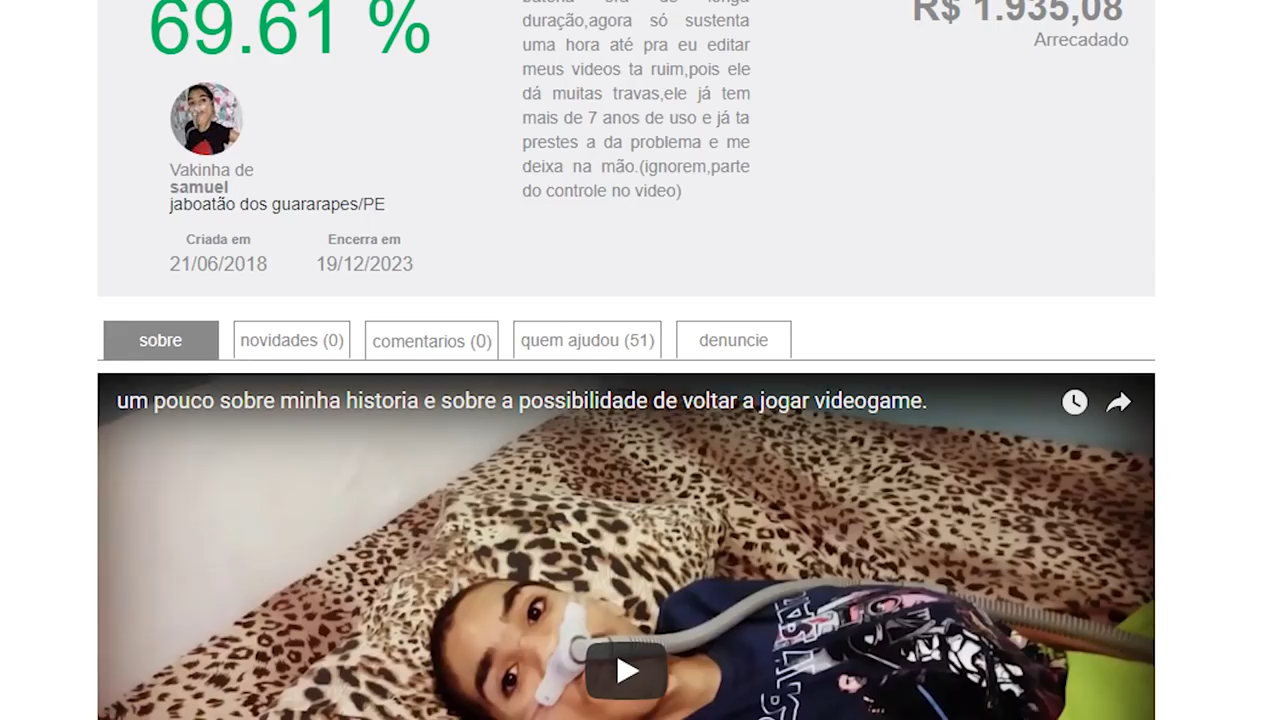 69.61 %
bateria era de longa
duração,agora só sustenta
uma hora até pra eu editar
meus videos ta ruim,pois ele
dá muitas travas,ele já tem
mais de 7 anos de uso e já ta
prestes a da problema e me
deixa na mão.(ignorem,parte
do controle no video)
R$ 1.935,08
Arrecadado
Vakinha de
samuel
jaboatão dos guararapes/PE
Criada em
21/06/2018
Encerra em
19/12/2023
sobre
novidades (0)
comentarios (0)
quem ajudou (51)
denuncie
um pouco sobre minha historia e sobre a possibilidade de voltar a jogar videogame.